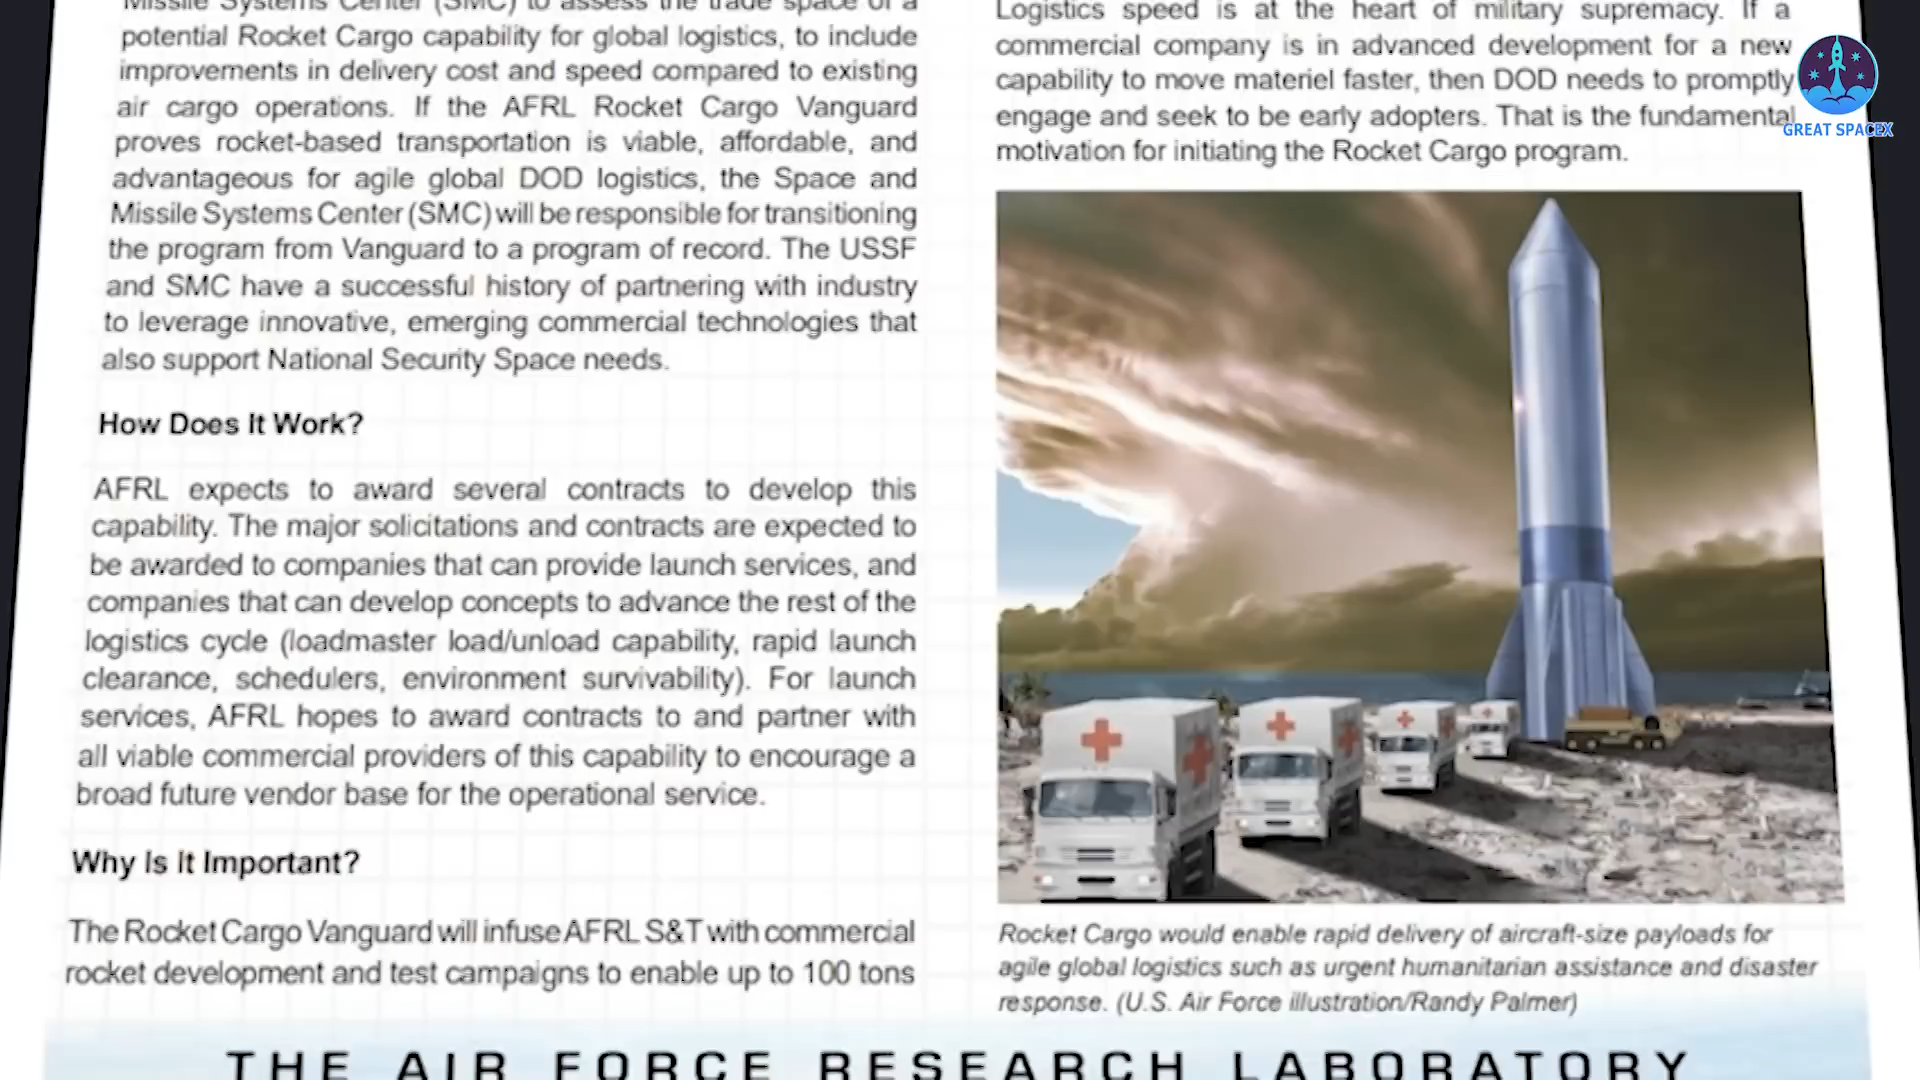 Missile Systems Center (SMC) to assess the trade space of a
potential Rocket Cargo capability for global logistics, to include
improvements in delivery cost and speed compared to existing
air cargo operations. If the AFRL Rocket Cargo Vanguard
proves rocket-based transportation is viable, affordable, and
advantageous for agile global DOD logistics, the Space and
Missile Systems Center (SMC) will be responsible for transitioning
the program from Vanguard to a program of record. The USSF
and SMC have a successful history of partnering with industry
to leverage innovative, emerging commercial technologies that
also support National Security Space needs.
How Does It Work?
AFRL expects to award several contracts to develop this
capability. The major solicitations and contracts are expected to
be awarded to companies that can provide launch services, and
companies that can develop concepts to advance the rest of the
logistics cycle (loadmaster load/unload capability, rapid launch
clearance, schedulers, environment survivability). For launch
services, AFRL hopes to award contracts to and partner with
all viable commercial providers of this capability to encourage a
broad future vendor base for the operational service.
Why Is It Important?
The Rocket Cargo Vanguard will infuse AFRL S&T with commercial
rocket development and test campaigns to enable up to 100 tons
Logistics speed is at the heart of military supremacy. If a
commercial company is in advanced development for a new
capability to move materiel faster, then DOD needs to promptly
engage and seek to be early adopters. That is the fundamental
motivation for initiating the Rocket Cargo program.
Rocket Cargo would enable rapid delivery of aircraft-size payloads for
agile global logistics such as urgent humanitarian assistance and disaster
response. (U.S. Air Force illustration/Randy Palmer)
THE AIR FORCE RESEARCH LABORATORY
GREAT SPACEX